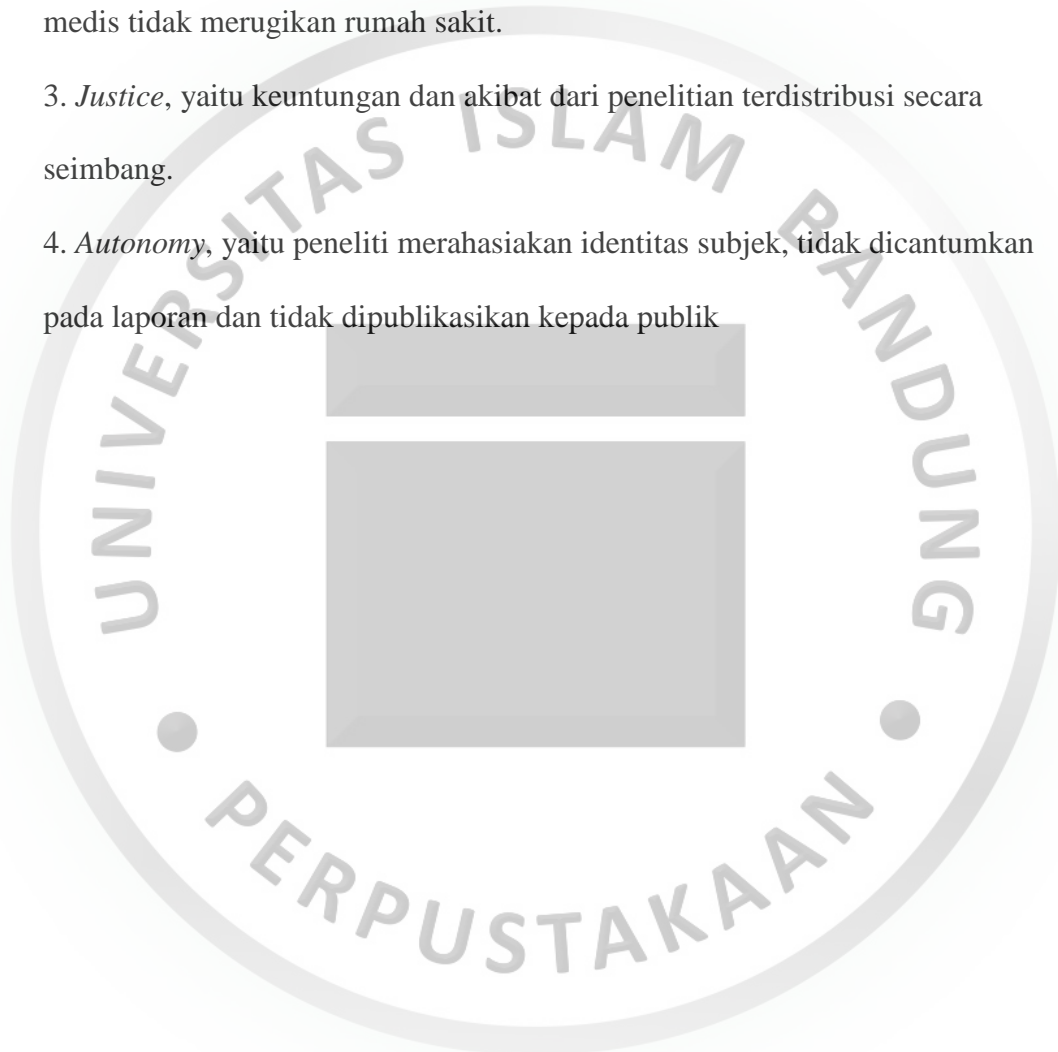 medis tidak merugikan rumah sakit.
3. Justice, yaitu keuntungan dan akibat dari penelitian terdistribusi secara
seimbang.
4. Autonomy, yaitu peneliti merahasiakan identitas subjek, tidak dicantumkan
pada laporan dan tidak dipublikasikan kepada publik
UNIVERSITAS ISLAM BANDUNG
PERPUSTAKAAN